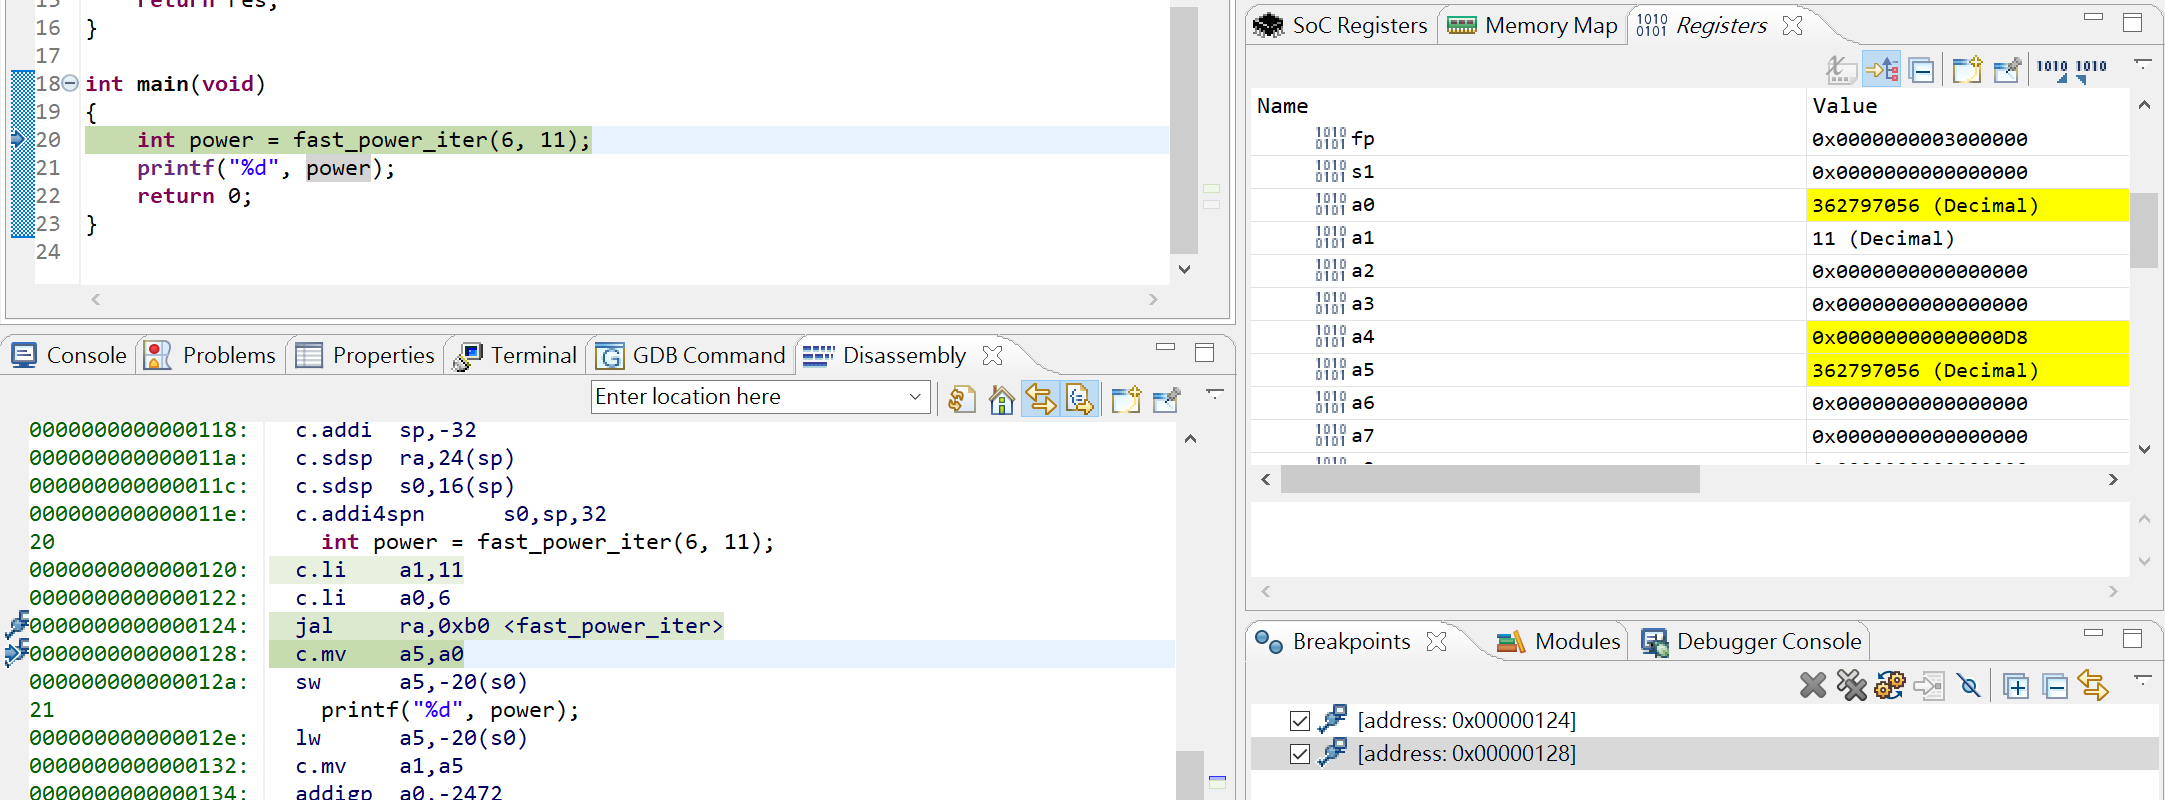 15 return res;
16 }
17
18 int main(void)
19 {
20 int power = fast_power_iter(6, 11);
21 printf("%d", power);
22 return 0;
23 }
24
Console Problems Properties Terminal GDB Command Disassembly
Enter location here
0000000000000118: c.addi sp,-32
000000000000011a: c.sdsp ra,24(sp)
000000000000011c: c.sdsp s0,16(sp)
000000000000011e: c.addi4spn s0,sp,32
20 int power = fast_power_iter(6, 11);
0000000000000120: c.li a1,11
0000000000000122: c.li a0,6
0000000000000124: jal ra,0xb0 <fast_power_iter>
0000000000000128: c.mv a5,a0
000000000000012a: sw a5,-20(s0)
21 printf("%d", power);
000000000000012e: lw a5,-20(s0)
0000000000000132: c.mv a1,a5
0000000000000134: addigp a0,-2472
SoC Registers Memory Map Registers
Name Value
fp 0x0000000003000000
s1 0x0000000000000000
a0 362797056 (Decimal)
a1 11 (Decimal)
a2 0x0000000000000000
a3 0x0000000000000000
a4 0x00000000000000D8
a5 362797056 (Decimal)
a6 0x0000000000000000
a7 0x0000000000000000
Breakpoints Modules Debugger Console
[address: 0x00000124]
[address: 0x00000128]